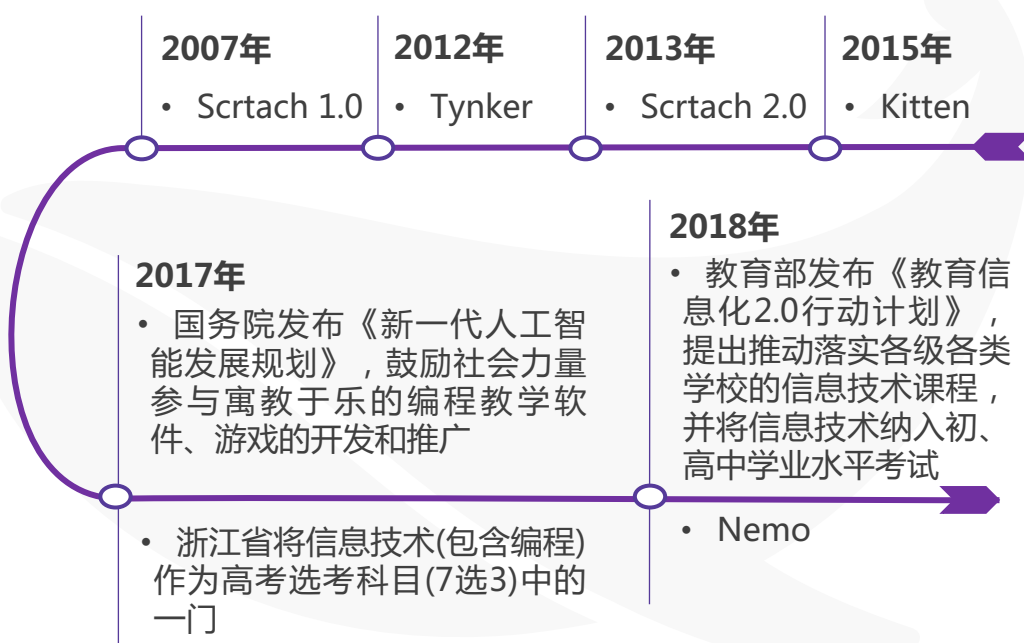 2007年
• Scrtach 1.0
2012年
• Tynker
2013年
• Scrtach 2.0
2015年
• Kitten
2017年
• 国务院发布《新一代人工智
能发展规划》，鼓励社会力量
参与寓教于乐的编程教学软
件、游戏的开发和推广
• 浙江省将信息技术(包含编程)
作为高考选考科目(7选3)中的
一门
2018年
• 教育部发布《教育信
息化2.0行动计划》，
提出推动落实各级各类
学校的信息技术课程，
并将信息技术纳入初、
高中学业水平考试
• Nemo